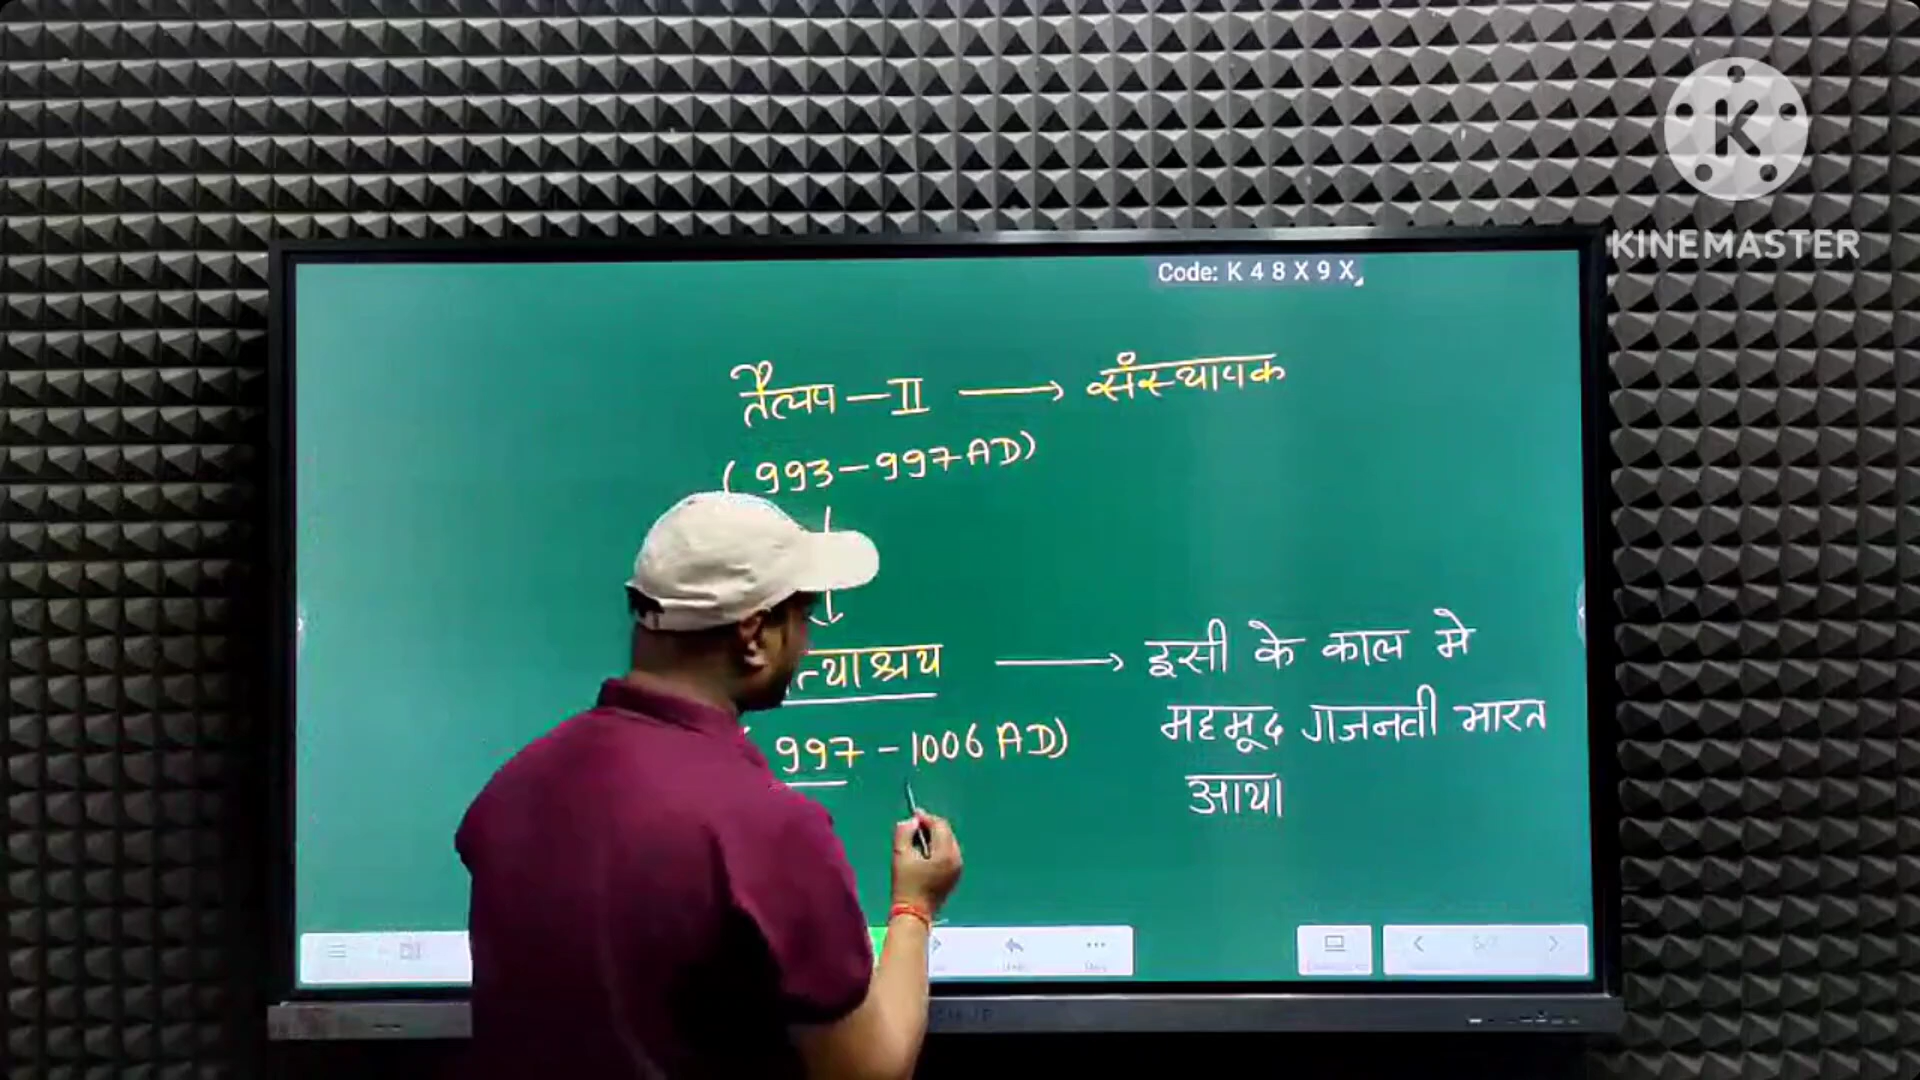 KINEMASTER
Code: K 4 8 X 9 X
तैत्यप – II → संस्थापक
( 993 – 997 AD)
त्याश्रय → इसी के काल मे
महमूद गजनवी भारत
आया
997 – 1006 AD)